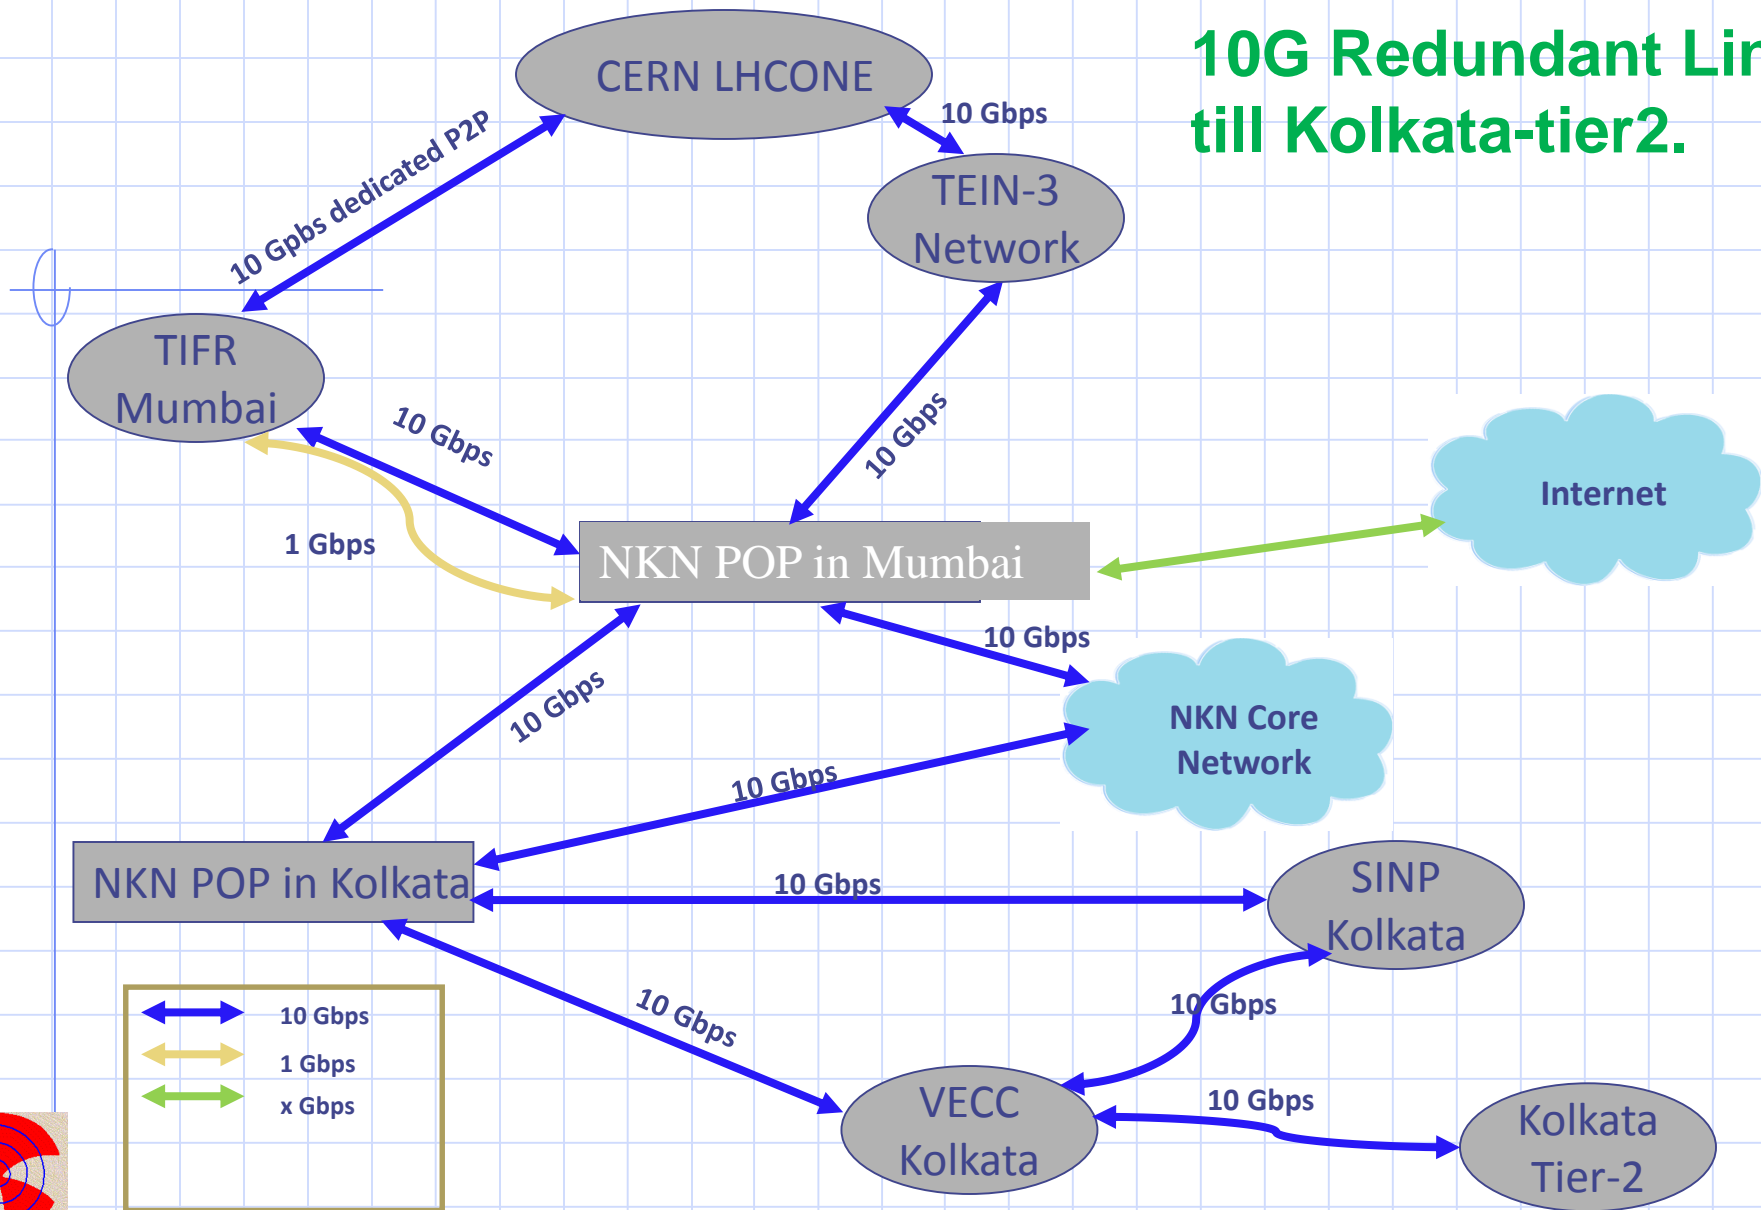 10G Redundant
till Kolkata-tier2.
CERN LHCONE
10 Gbps
10 Gpbs dedicated P2P
TEIN-3
Network
TIFR
Mumbai
10 Gbps
10 Gbps
1 Gbps
Internet
NKN POP in Mumbai
10 Gbps
10 Gbps
NKN Core
Network
10 Gbps
NKN POP in Kolkata
10 Gbps
SINP
Kolkata
10 Gbps
10 Gbps
10 Gbps
1 Gbps
x Gbps
VECC
Kolkata
10 Gbps
Kolkata
Tier-2